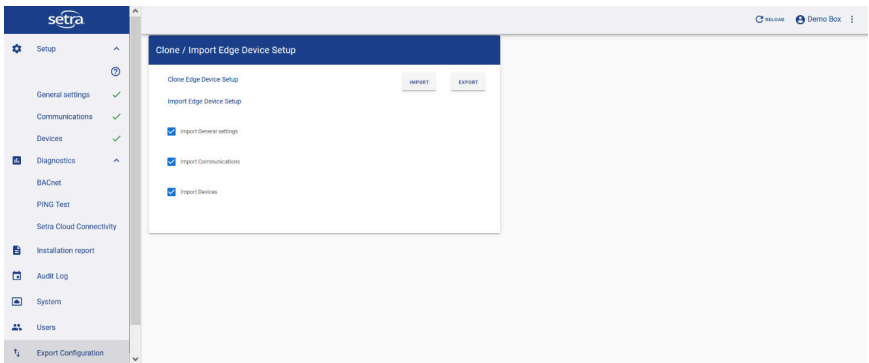 setra
RELOAD
Demo Box
Setup
General settings
Communications
Devices
Diagnostics
BACnet
PING Test
Setra Cloud Connectivity
Installation report
Audit Log
System
Users
Export Configuration
Clone / Import Edge Device Setup
Clone Edge Device Setup
IMPORT
EXPORT
Import Edge Device Setup
Import General settings
Import Communications
Import Devices